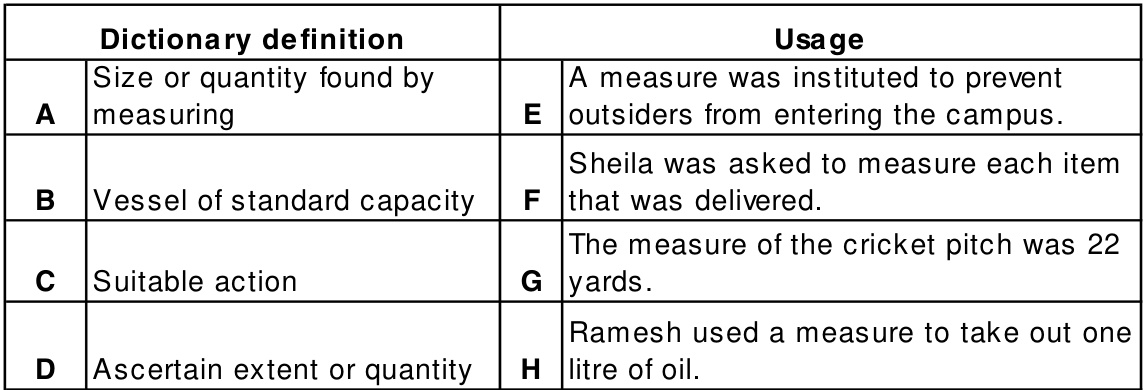 Dictionary definition Usage
A Size or quantity found by
measuring
E A measure was instituted to prevent
outsiders from entering the campus.
B Vessel of standard capacity
F Sheila was asked to measure each item
that was delivered.
C Suitable action
G The measure of the cricket pitch was 22
yards.
D Ascertain extent or quantity
H Ramesh used a measure to take out one
litre of oil.